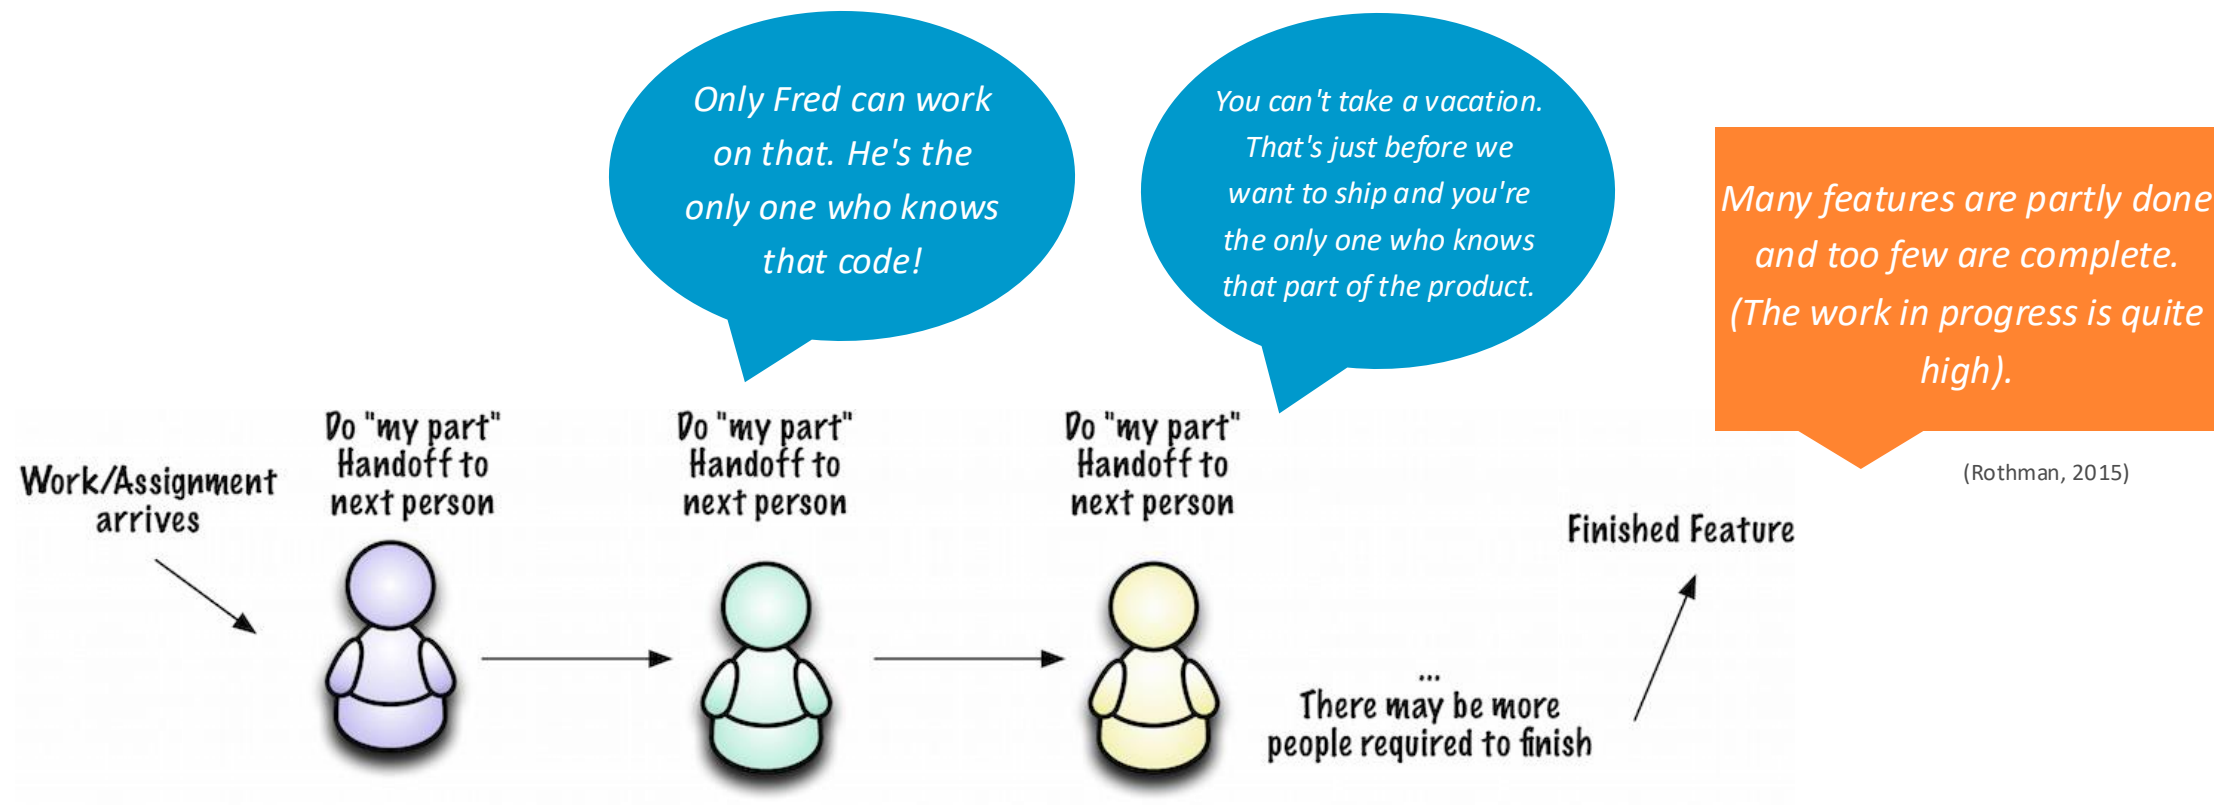 Only Fred can work
on that. He's the
only one who knows
that code!
You can't take a vacation.
That's just before we
want to ship and you're
the only one who knows
that part of the product.
Many features are partly done
and too few are complete.
(The work in progress is quite
high).
(Rothman, 2015)
Work/Assignment
arrives
Do "my part"
Handoff to
next person
Do "my part"
Handoff to
next person
Do "my part"
Handoff to
next person
...
There may be more
people required to finish
Finished Feature